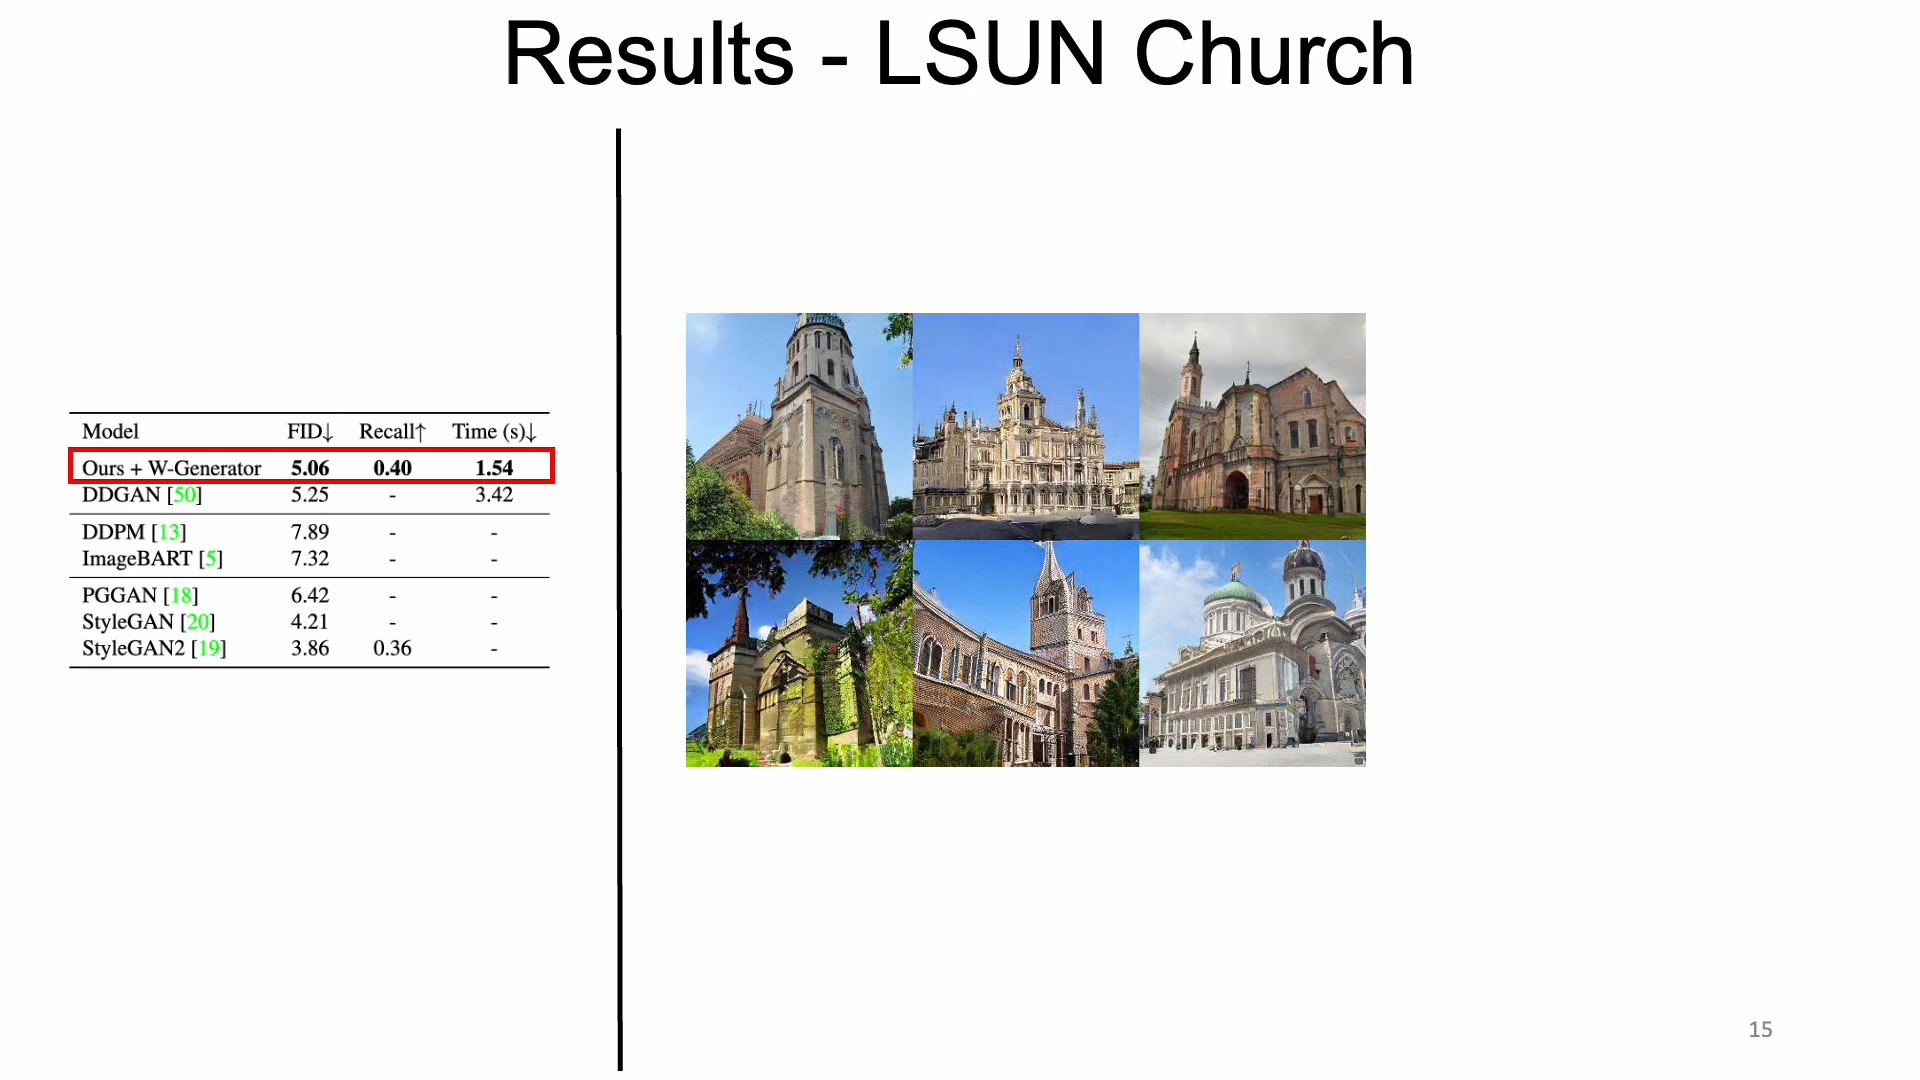 Results - LSUN Church
Model FID↓ Recall↑ Time (s)↓
Ours + W-Generator 5.06 0.40 1.54
DDGAN [50] 5.25 - 3.42
DDPM [13] 7.89 - -
ImageBART [5] 7.32 - -
PGGAN [18] 6.42 - -
StyleGAN [20] 4.21 - -
StyleGAN2 [19] 3.86 0.36 -
15